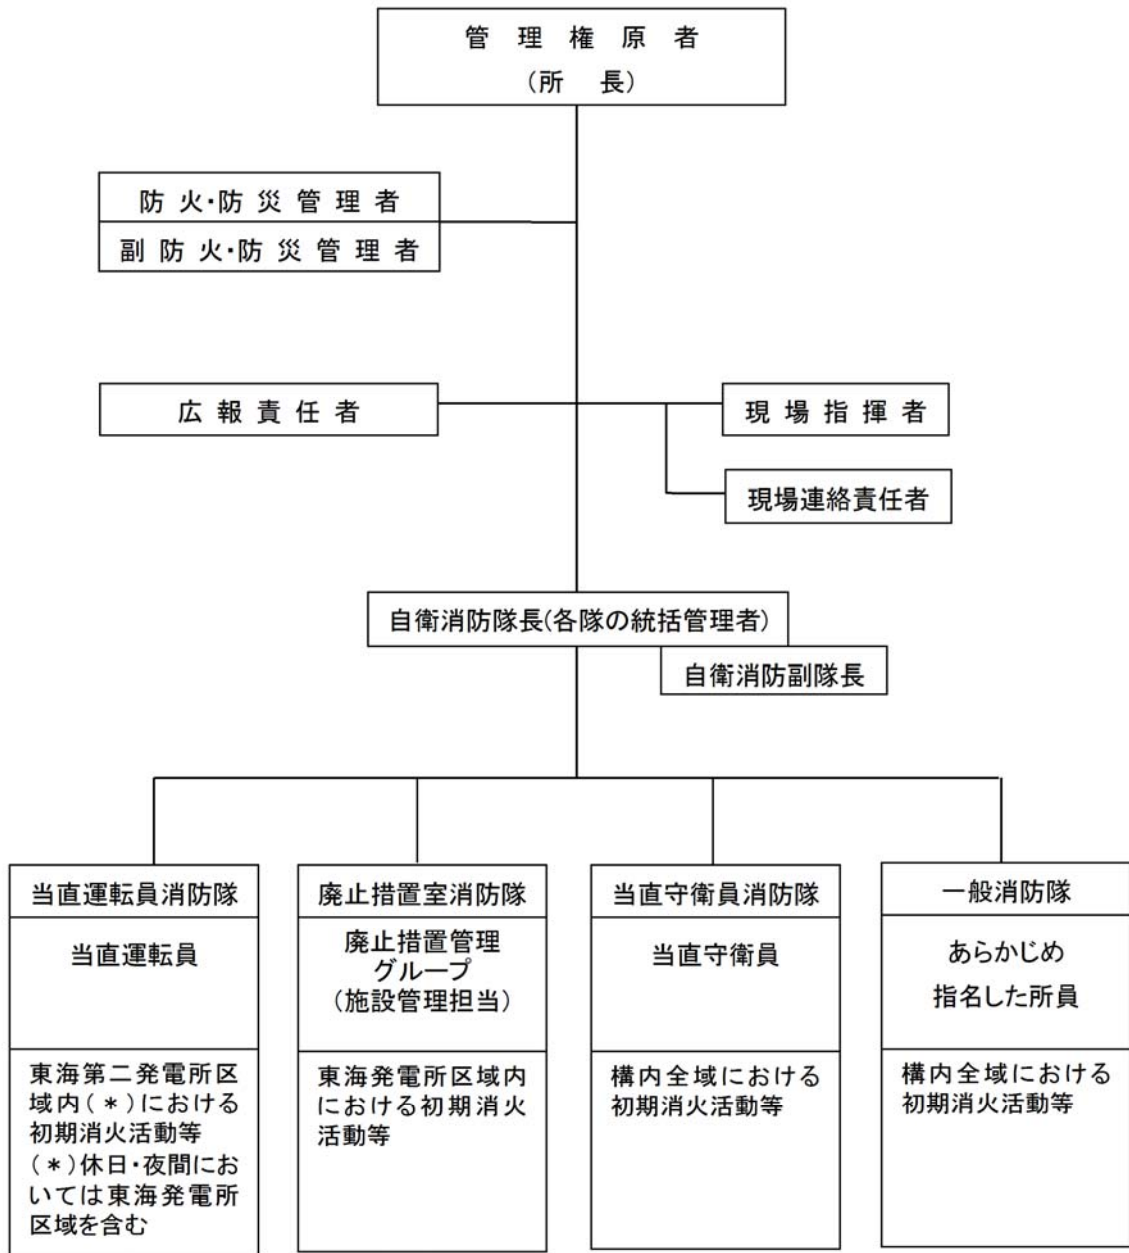 管理権原者
(所 長)
防火・防災管理者
副防火・防災管理者
広報責任者
現場指揮者
現場連絡責任者
自衛消防隊長(各隊の統括管理者)
自衛消防副隊長
当直運転員消防隊
当直運転員
東海第二発電所区
域内(*)における
初期消火活動等
(*)休日・夜間にお
いては東海発電所
区域を含む
廃止措置室消防隊
廃止措置管理
グループ
(施設管理担当)
東海発電所区域内
における初期消火
活動等
当直守衛員消防隊
当直守衛員
構内全域における
初期消火活動等
一般消防隊
あらかじめ
指名した所員
構内全域における
初期消火活動等